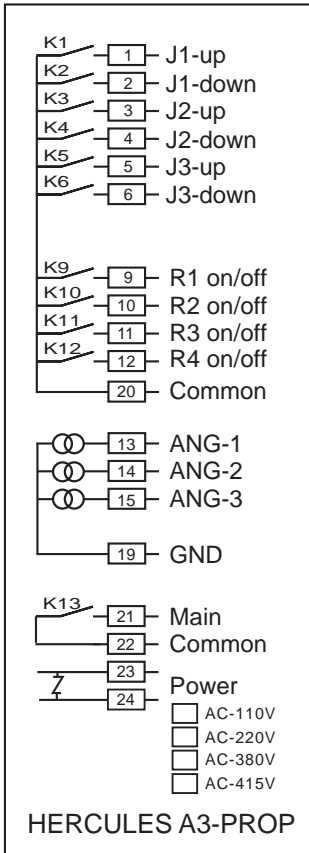 K1 1 J1-up
K2 2 J1-down
K3 3 J2-up
K4 4 J2-down
K5 5 J3-up
K6 6 J3-down
K9 9 R1 on/off
K10 10 R2 on/off
K11 11 R3 on/off
K12 12 R4 on/off
20 Common
13 ANG-1
14 ANG-2
15 ANG-3
19 GND
K13 21 Main
22 Common
23
24 Power
AC-110V
AC-220V
AC-380V
AC-415V
HERCULES A3-PROP